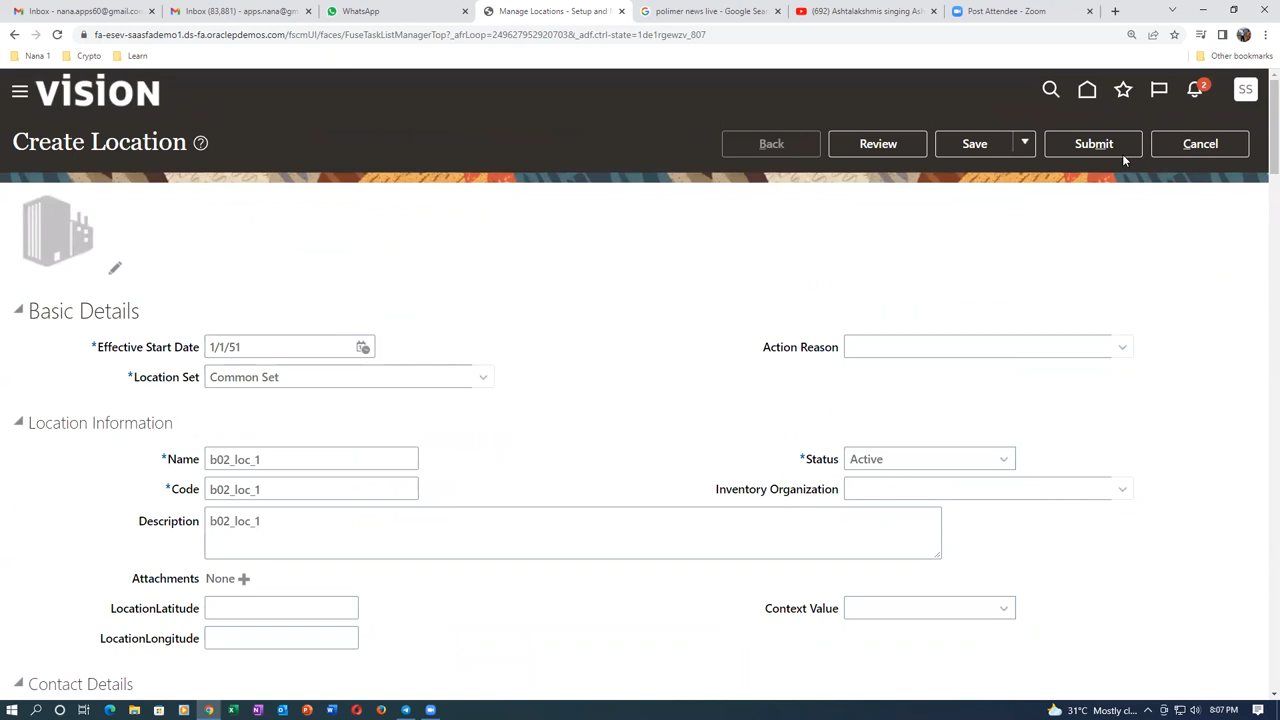 Inbox - nana.apps60@gmail.com
Inbox (83,881) - apps.nana@gm
WhatsApp
Manage Locations - Setup and
polimer news live - Google Sea
(692) Ashtalakshmis singing Ash
Post Attendee - Zoom
fa-esev-saasfademo1.ds-fa.oraclepdemos.com/fscmUI/faces/FuseTaskListManagerTop?_afrLoop=2496279529207038&_adf.ctrl-state=1de1rgewzv_807
Nana 1
Crypto
Learn
Other bookmarks
VISION
2
SS
Create Location ?
Back
Review
Save
Submit
Cancel
Basic Details
*Effective Start Date 1/1/51
Action Reason
*Location Set Common Set
Location Information
*Name b02_loc_1
*Status Active
*Code b02_loc_1
Inventory Organization
Description b02_loc_1
Attachments None
LocationLatitude
Context Value
LocationLongitude
Contact Details
31°C Mostly cl...
8:07 PM